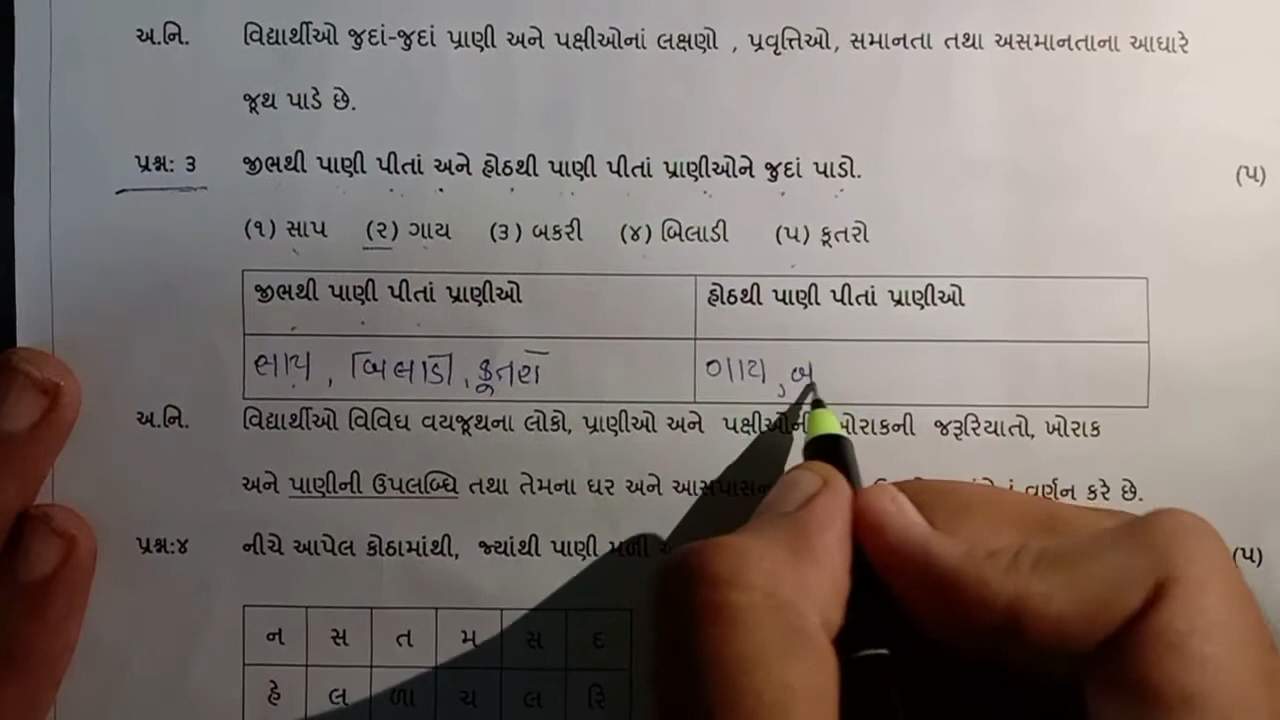 અ.નિ. વિદ્યાર્થીઓ જુદાં-જુદાં પ્રાણી અને પક્ષીઓનાં લક્ષણો , પ્રવૃત્તિઓ, સમાનતા તથા અસમાનતાના આધારે
જૂથ પાડે છે.
પ્રશ્ન: ૩ જીભથી પાણી પીતાં અને હોઠથી પાણી પીતાં પ્રાણીઓને જુદાં પાડો. (૫)
(૧) સાપ (૨) ગાય (૩) બકરી (૪) બિલાડી (૫) કૂતરો
જીભથી પાણી પીતાં પ્રાણીઓ હોઠથી પાણી પીતાં પ્રાણીઓ
સાપ, બિલાડી, કૂતરો ગાય, બ
અ.નિ. વિદ્યાર્થીઓ વિવિધ વયજૂથના લોકો, પ્રાણીઓ અને પક્ષીઓની ખોરાકની જરૂરિયાતો, ખોરાક
અને પાણીની ઉપલબ્ધિ તથા તેમના ઘર અને વર્ણન કરે છે.
પ્રશ્ન:૪ નીચે આપેલ કોઠામાંથી, જ્યાંથી પાણી મળી (૫)
ન સ ત મ સ દ
હે લ ળા ચ લ રિ